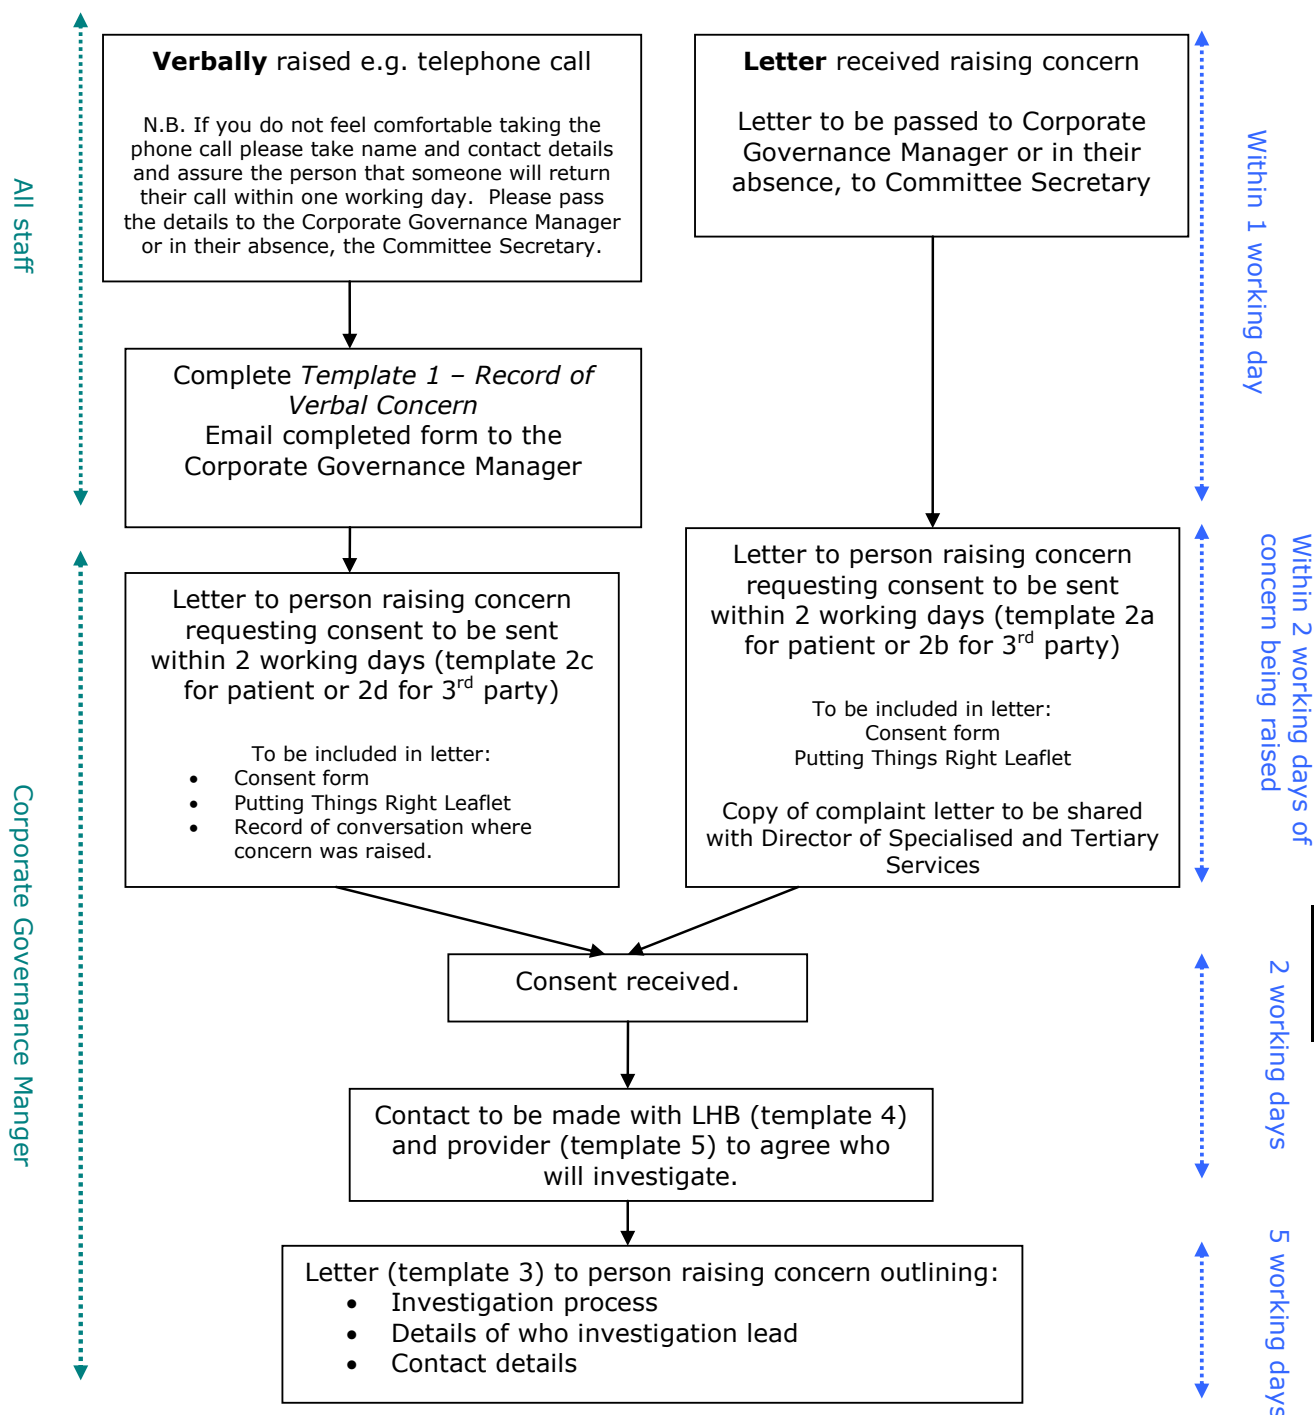 All staff
Verbally raised e.g. telephone call
N.B. If you do not feel comfortable taking the
phone call please take name and contact details
and assure the person that someone will return
their call within one working day. Please pass
the details to the Corporate Governance Manager
or in their absence, the Committee Secretary.
Letter received raising concern
Letter to be passed to Corporate
Governance Manager or in their
absence, to Committee Secretary
Within 1 working day
Complete Template 1 – Record of
Verbal Concern
Email completed form to the
Corporate Governance Manager
Corporate Governance Manger
Letter to person raising concern
requesting consent to be sent
within 2 working days (template 2c
for patient or 2d for 3rd party)
To be included in letter:
• Consent form
• Putting Things Right Leaflet
• Record of conversation where
concern was raised.
Letter to person raising concern
requesting consent to be sent
within 2 working days (template 2a
for patient or 2b for 3rd party)
To be included in letter:
Consent form
Putting Things Right Leaflet
Copy of complaint letter to be shared
with Director of Specialised and Tertiary
Services
Within 2 working days of
concern being raised
Consent received.
2 working days
Contact to be made with LHB (template 4)
and provider (template 5) to agree who
will investigate.
Letter (template 3) to person raising concern outlining:
• Investigation process
• Details of who investigation lead
• Contact details
5 working days